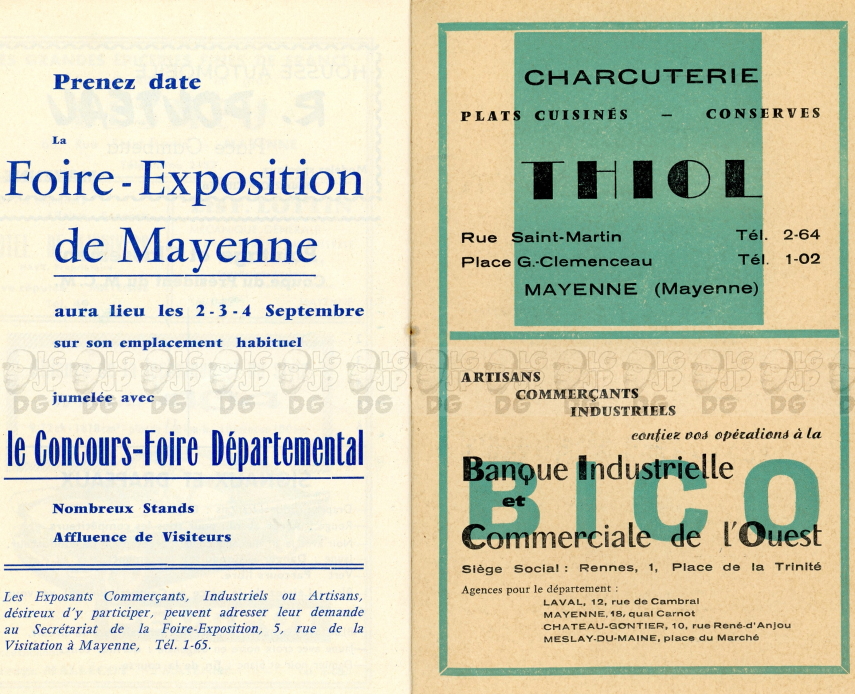 Prenez date
La
Foire-Exposition
de Mayenne
aura lieu les 2-3-4 Septembre
sur son emplacement habituel
jumelée avec
le Concours-Foire Départemental
Nombreux Stands
Affluence de Visiteurs
Les Exposants Commerçants, Industriels ou Artisans,
désireux d'y participer, peuvent adresser leur demande
au Secrétariat de la Foire-Exposition, 5, rue de la
Visitation à Mayenne, Tél. 1-65.
CHARCUTERIE
PLATS CUISINÉS — CONSERVES
THIOL
Rue Saint-Martin Tél. 2-64
Place G.-Clemenceau Tél. 1-02
MAYENNE (Mayenne)
ARTISANS
COMMERÇANTS
INDUSTRIELS
confiez vos opérations à la
BICO
Banque Industrielle
et
Commerciale de l'Ouest
Siège Social : Rennes, 1, Place de la Trinité
Agences pour le département :
LAVAL, 12, rue de Cambrai
MAYENNE, 18, quai Carnot
CHATEAU-GONTIER, 10, rue René-d'Anjou
MESLAY-DU-MAINE, place du Marché